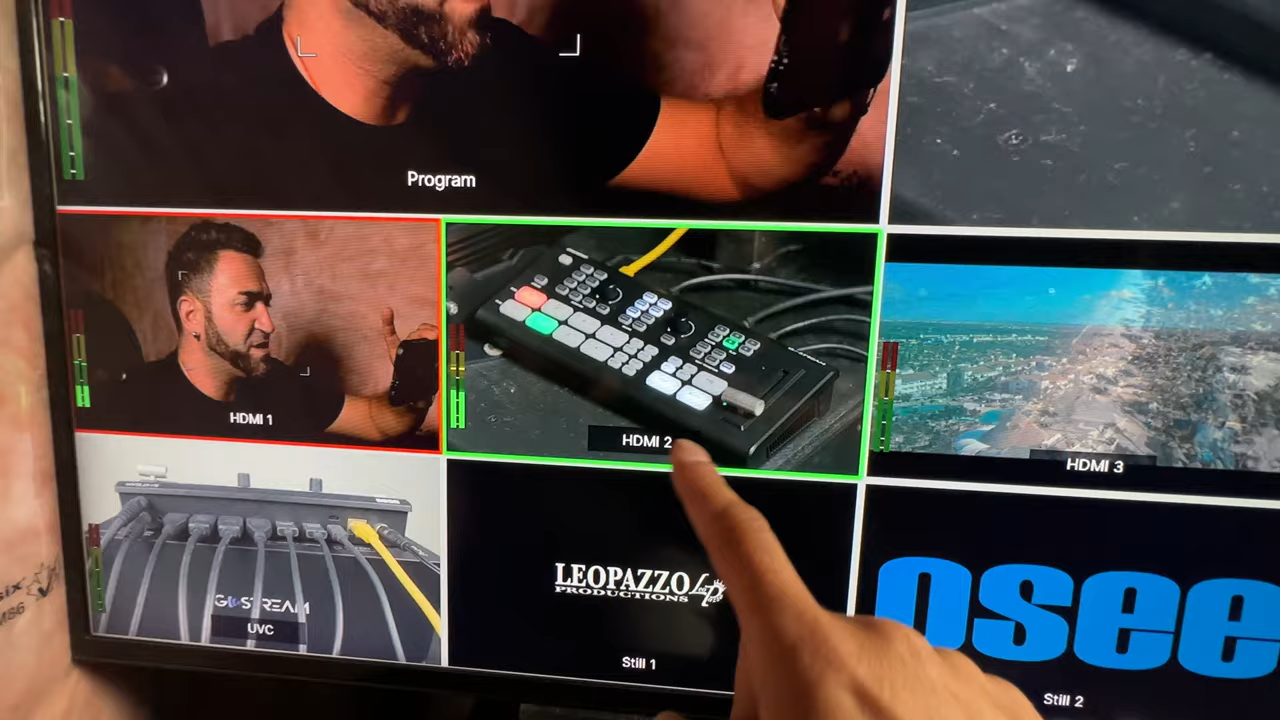 Program
HDMI 1
HDMI 2
HDMI 3
GOSTREAM
UVC
LEOPAZZO
PRODUCTIONS
Still 1
osee
Still 2